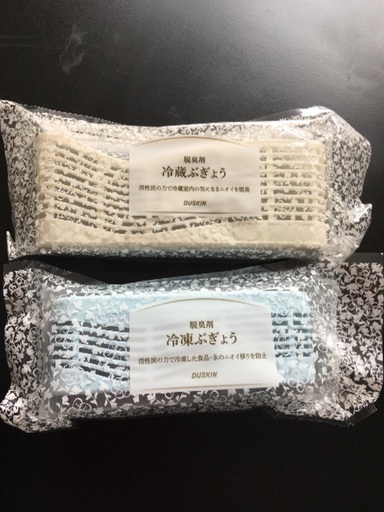 脱臭剤
冷蔵ぶぎょう
活性炭の力で冷蔵室内の気になるニオイを脱臭
DUSKIN
脱臭剤
冷凍ぶぎょう
活性炭の力で冷凍した食品・氷のニオイ移りを防止
DUSKIN